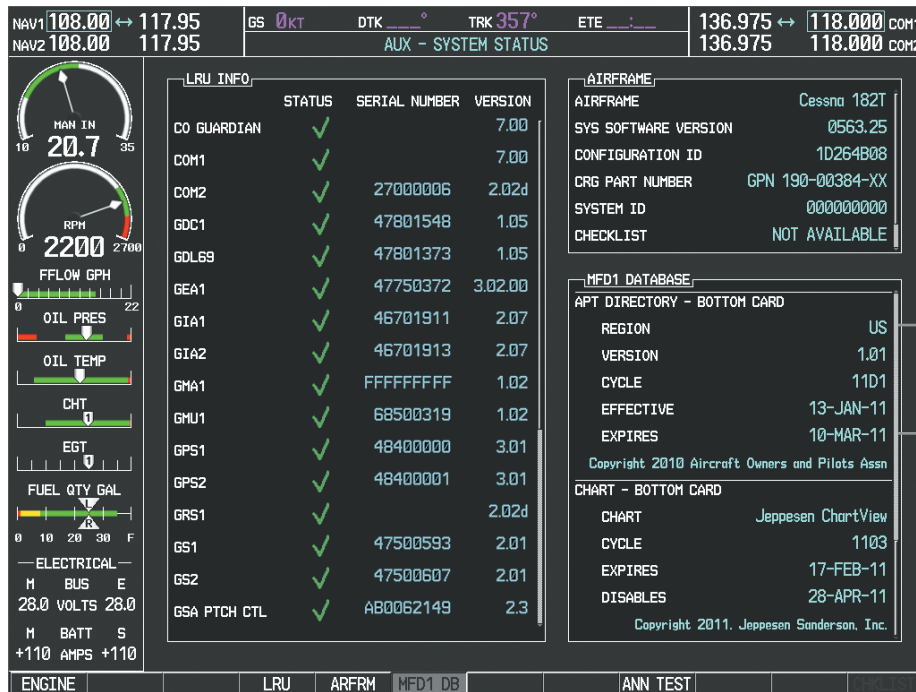 NAV1 108.00 ↔ 117.95 GS 0KT DTK ___° TRK 357° ETE __:__ 136.975 ↔ 118.000 COM1
NAV2 108.00 117.95 AUX - SYSTEM STATUS 136.975 118.000 COM2
MAN IN
20.7
10 35
RPM
2200
0 2700
FFLOW GPH
0 22
OIL PRES
OIL TEMP
CHT
1
EGT
1
FUEL QTY GAL
L
R
0 10 20 30 F
ELECTRICAL
M BUS E
28.0 VOLTS 28.0
M BATT S
+110 AMPS +110
LRU INFO
STATUS SERIAL NUMBER VERSION
CO GUARDIAN ✓ 7.00
COM1 ✓ 7.00
COM2 ✓ 27000006 2.02d
GDC1 ✓ 47801548 1.05
GDL69 ✓ 47801373 1.05
GEA1 ✓ 47750372 3.02.00
GIA1 ✓ 46701911 2.07
GIA2 ✓ 46701913 2.07
GMA1 ✓ FFFFFFFFF 1.02
GMU1 ✓ 68500319 1.02
GPS1 ✓ 48400000 3.01
GPS2 ✓ 48400001 3.01
GRS1 ✓ 2.02d
GS1 ✓ 47500593 2.01
GS2 ✓ 47500607 2.01
GSA PTCH CTL ✓ AB0062149 2.3
AIRFRAME
AIRFRAME Cessna 182T
SYS SOFTWARE VERSION 0563.25
CONFIGURATION ID 1D264B08
CRG PART NUMBER GPN 190-00384-XX
SYSTEM ID 000000000
CHECKLIST NOT AVAILABLE
MFD1 DATABASE
APT DIRECTORY - BOTTOM CARD
REGION US
VERSION 1.01
CYCLE 11D1
EFFECTIVE 13-JAN-11
EXPIRES 10-MAR-11
Copyright 2010 Aircraft Owners and Pilots Assn
CHART - BOTTOM CARD
CHART Jeppesen ChartView
CYCLE 1103
EXPIRES 17-FEB-11
DISABLES 28-APR-11
Copyright 2011. Jeppesen Sanderson, Inc.
ENGINE LRU ARFRM MFD1 DB ANN TEST CHKLIST